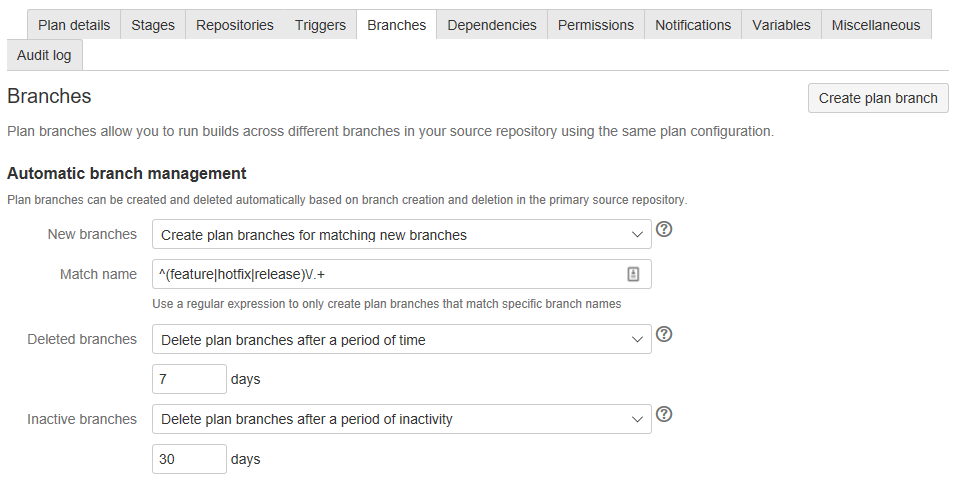 Plan details Stages Repositories Triggers Branches Dependencies Permissions Notifications Variables Miscellaneous
Audit log
Branches Create plan branch
Plan branches allow you to run builds across different branches in your source repository using the same plan configuration.
Automatic branch management
Plan branches can be created and deleted automatically based on branch creation and deletion in the primary source repository.
New branches Create plan branches for matching new branches
Match name ^(feature|hotfix|release)\/.+
Use a regular expression to only create plan branches that match specific branch names
Deleted branches Delete plan branches after a period of time
7 days
Inactive branches Delete plan branches after a period of inactivity
30 days